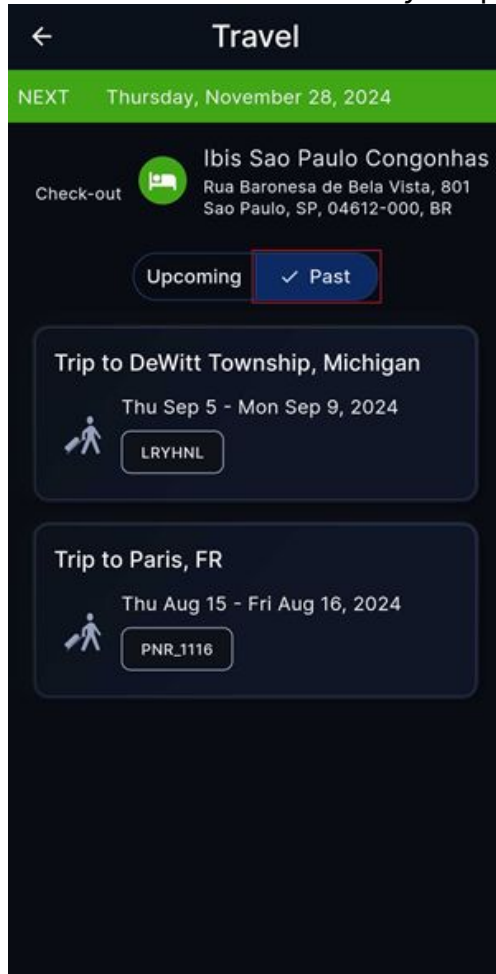 Travel
NEXT Thursday, November 28, 2024
Ibis Sao Paulo Congonhas
Check-out
Rua Baronesa de Bela Vista, 801
Sao Paulo, SP, 04612-000, BR
Upcoming
Past
Trip to DeWitt Township, Michigan
Thu Sep 5 - Mon Sep 9, 2024
LRYHNL
Trip to Paris, FR
Thu Aug 15 - Fri Aug 16, 2024
PNR_1116